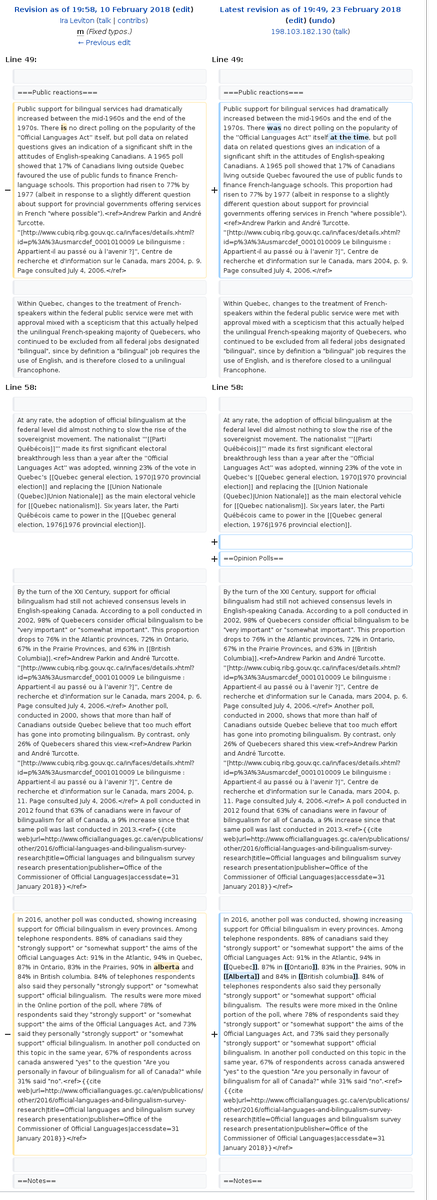 Revision as of 19:58, 10 February 2018 (edit)
Ira Leviton (talk | contribs)
m (Fixed typos.)
← Previous edit
Latest revision as of 19:49, 23 February 2018
(edit) (undo)
198.103.182.130 (talk)
Line 49:
Line 49:
===Public reactions===
===Public reactions===
−
Public support for bilingual services had dramatically
increased between the mid-1960s and the end of the
1970s. There is no direct polling on the popularity of the
''Official Languages Act'' itself, but poll data on related
questions gives an indication of a significant shift in the
attitudes of English-speaking Canadians. A 1965 poll
showed that 17% of Canadians living outside Quebec
favoured the use of public funds to finance French-
language schools. This proportion had risen to 77% by
1977 (albeit in response to a slightly different question
about support for provincial governments offering services
in French "where possible").<ref>Andrew Parkin and André
Turcotte.
''[http://www.cubiq.ribg.gouv.qc.ca/in/faces/details.xhtml?
id=p%3A%3Ausmarcdef_0001010009 Le bilinguisme :
Appartient-il au passé ou à l'avenir ?]'', Centre de
recherche et d'information sur le Canada, mars 2004, p. 9.
Page consulted July 4, 2006.</ref>
+
Public support for bilingual services had dramatically
increased between the mid-1960s and the end of the
1970s. There was no direct polling on the popularity of
the ''Official Languages Act'' itself at the time, but poll
data on related questions gives an indication of a
significant shift in the attitudes of English-speaking
Canadians. A 1965 poll showed that 17% of Canadians
living outside Quebec favoured the use of public funds to
finance French-language schools. This proportion had
risen to 77% by 1977 (albeit in response to a slightly
different question about support for provincial
governments offering services in French "where possible").
<ref>Andrew Parkin and André Turcotte.
''[http://www.cubiq.ribg.gouv.qc.ca/in/faces/details.xhtml?
id=p%3A%3Ausmarcdef_0001010009 Le bilinguisme :
Appartient-il au passé ou à l'avenir ?]'', Centre de
recherche et d'information sur le Canada, mars 2004, p. 9.
Page consulted July 4, 2006.</ref>
Within Quebec, changes to the treatment of French-
speakers within the federal public service were met with
approval mixed with a scepticism that this actually helped
the unilingual French-speaking majority of Quebecers, who
continued to be excluded from all federal jobs designated
"bilingual", since by definition a "bilingual" job requires the
use of English, and is therefore closed to a unilingual
Francophone.
Within Quebec, changes to the treatment of French-
speakers within the federal public service were met with
approval mixed with a scepticism that this actually helped
the unilingual French-speaking majority of Quebecers, who
continued to be excluded from all federal jobs designated
"bilingual", since by definition a "bilingual" job requires the
use of English, and is therefore closed to a unilingual
Francophone.
Line 58:
Line 58:
At any rate, the adoption of official bilingualism at the
federal level did almost nothing to slow the rise of the
sovereignist movement. The nationalist '''[[Parti
Québécois]]''' made its first significant electoral
breakthrough less than a year after the ''Official
Languages Act'' was adopted, winning 23% of the vote in
Quebec's [[Quebec general election, 1970|1970 provincial
election]] and replacing the [[Union Nationale
(Quebec)|Union Nationale]] as the main electoral vehicle
for [[Quebec nationalism]]. Six years later, the Parti
Québécois came to power in the [[Quebec general
election, 1976|1976 provincial election]].
At any rate, the adoption of official bilingualism at the
federal level did almost nothing to slow the rise of the
sovereignist movement. The nationalist '''[[Parti
Québécois]]''' made its first significant electoral
breakthrough less than a year after the ''Official
Languages Act'' was adopted, winning 23% of the vote in
Quebec's [[Quebec general election, 1970|1970 provincial
election]] and replacing the [[Union Nationale
(Quebec)|Union Nationale]] as the main electoral vehicle
for [[Quebec nationalism]]. Six years later, the Parti
Québécois came to power in the [[Quebec general
election, 1976|1976 provincial election]].
+
+
==Opinion Polls==
By the turn of the XXI Century, support for official
bilingualism had still not achieved consensus levels in
English-speaking Canada. According to a poll conducted in
2002, 98% of Quebecers consider official bilingualism to be
"very important" or "somewhat important". This proportion
drops to 76% in the Atlantic provinces, 72% in Ontario,
67% in the Prairie Provinces, and 63% in [[British
Columbia]].<ref>Andrew Parkin and André Turcotte.
''[http://www.cubiq.ribg.gouv.qc.ca/in/faces/details.xhtml?
id=p%3A%3Ausmarcdef_0001010009 Le bilinguisme :
Appartient-il au passé ou à l'avenir ?]'', Centre de
recherche et d'information sur le Canada, mars 2004, p. 6.
Page consulted July 4, 2006.</ref> Another poll,
conducted in 2000, shows that more than half of
Canadians outside Quebec believe that too much effort
has gone into promoting bilingualism. By contrast, only
26% of Quebecers shared this view.<ref>Andrew Parkin
and André Turcotte.
''[http://www.cubiq.ribg.gouv.qc.ca/in/faces/details.xhtml?
id=p%3A%3Ausmarcdef_0001010009 Le bilinguisme :
Appartient-il au passé ou à l'avenir ?]'', Centre de
recherche et d'information sur le Canada, mars 2004, p.
11. Page consulted July 4, 2006.</ref> A poll conducted in
2012 found that 63% of canadians were in favour of
bilingualism for all of Canada, a 9% increase since that
same poll was last conducted in 2013.<ref>{{cite
web|url=http://www.officiallanguages.gc.ca/en/publications/
other/2016/official-languages-and-bilingualism-survey-
research|title=Official languages and bilingualism survey
research presentation|publisher=Office of the
Commissioner of Official Languages|accessdate=31
January 2018}}</ref>
By the turn of the XXI Century, support for official
bilingualism had still not achieved consensus levels in
English-speaking Canada. According to a poll conducted in
2002, 98% of Quebecers consider official bilingualism to be
"very important" or "somewhat important". This proportion
drops to 76% in the Atlantic provinces, 72% in Ontario,
67% in the Prairie Provinces, and 63% in [[British
Columbia]].<ref>Andrew Parkin and André Turcotte.
''[http://www.cubiq.ribg.gouv.qc.ca/in/faces/details.xhtml?
id=p%3A%3Ausmarcdef_0001010009 Le bilinguisme :
Appartient-il au passé ou à l'avenir ?]'', Centre de
recherche et d'information sur le Canada, mars 2004, p. 6.
Page consulted July 4, 2006.</ref> Another poll,
conducted in 2000, shows that more than half of
Canadians outside Quebec believe that too much effort
has gone into promoting bilingualism. By contrast, only
26% of Quebecers shared this view.<ref>Andrew Parkin
and André Turcotte.
''[http://www.cubiq.ribg.gouv.qc.ca/in/faces/details.xhtml?
id=p%3A%3Ausmarcdef_0001010009 Le bilinguisme :
Appartient-il au passé ou à l'avenir ?]'', Centre de
recherche et d'information sur le Canada, mars 2004, p.
11. Page consulted July 4, 2006.</ref> A poll conducted in
2012 found that 63% of canadians were in favour of
bilingualism for all of Canada, a 9% increase since that
same poll was last conducted in 2013.<ref>{{cite
web|url=http://www.officiallanguages.gc.ca/en/publications/
other/2016/official-languages-and-bilingualism-survey-
research|title=Official languages and bilingualism survey
research presentation|publisher=Office of the
Commissioner of Official Languages|accessdate=31
January 2018}}</ref>
−
In 2016, another poll was conducted, showing increasing
support for Official bilingualism in every provinces. Among
telephone respondents. 88% of canadians said they
"strongly support" or "somewhat support" the aims of the
Official Languages Act: 91% in the Atlantic, 94% in Quebec,
87% in Ontario, 83% in the Prairies, 90% in alberta and
84% in British columbia. 84% of telephones respondents
also said they personally "strongly support" or "somewhat
support" official bilingualism. The results were more mixed
in the Online portion of the poll, where 78% of
respondents said they "strongly support" or "somewhat
support" the aims of the Official Languages Act, and 73%
said they personally "strongly support" or "somewhat
support" official bilingualism. In another poll conducted on
this topic in the same year, 67% of respondents across
canada answered "yes" to the question "Are you
personally in favour of bilingualism for all of Canada?" while
31% said "no".<ref>{{cite
web|url=http://www.officiallanguages.gc.ca/en/publications/
other/2016/official-languages-and-bilingualism-survey-
research|title=Official languages and bilingualism survey
research presentation|publisher=Office of the
Commissioner of Official Languages|accessdate=31
January 2018}}</ref>
+
In 2016, another poll was conducted, showing increasing
support for Official bilingualism in every provinces. Among
telephone respondents. 88% of canadians said they
"strongly support" or "somewhat support" the aims of the
Official Languages Act: 91% in the Atlantic, 94% in
[[Quebec]], 87% in [[Ontario]], 83% in the Prairies, 90% in
[[Alberta]] and 84% in [[British columbia]]. 84% of
telephones respondents also said they personally "strongly
support" or "somewhat support" official
bilingualism. The results were more mixed in the Online
portion of the poll, where 78% of respondents said they
"strongly support" or "somewhat support" the aims of the
Official Languages Act, and 73% said they personally
"strongly support" or "somewhat support" official
bilingualism. In another poll conducted on this topic in the
same year, 67% of respondents across canada answered
"yes" to the question "Are you personally in favour of
bilingualism for all of Canada?" while 31% said "no".
<ref>{{cite
web|url=http://www.officiallanguages.gc.ca/en/publications/
other/2016/official-languages-and-bilingualism-survey-
research|title=Official languages and bilingualism survey
research presentation|publisher=Office of the
Commissioner of Official Languages|accessdate=31
January 2018}}</ref>
==Notes==
==Notes==